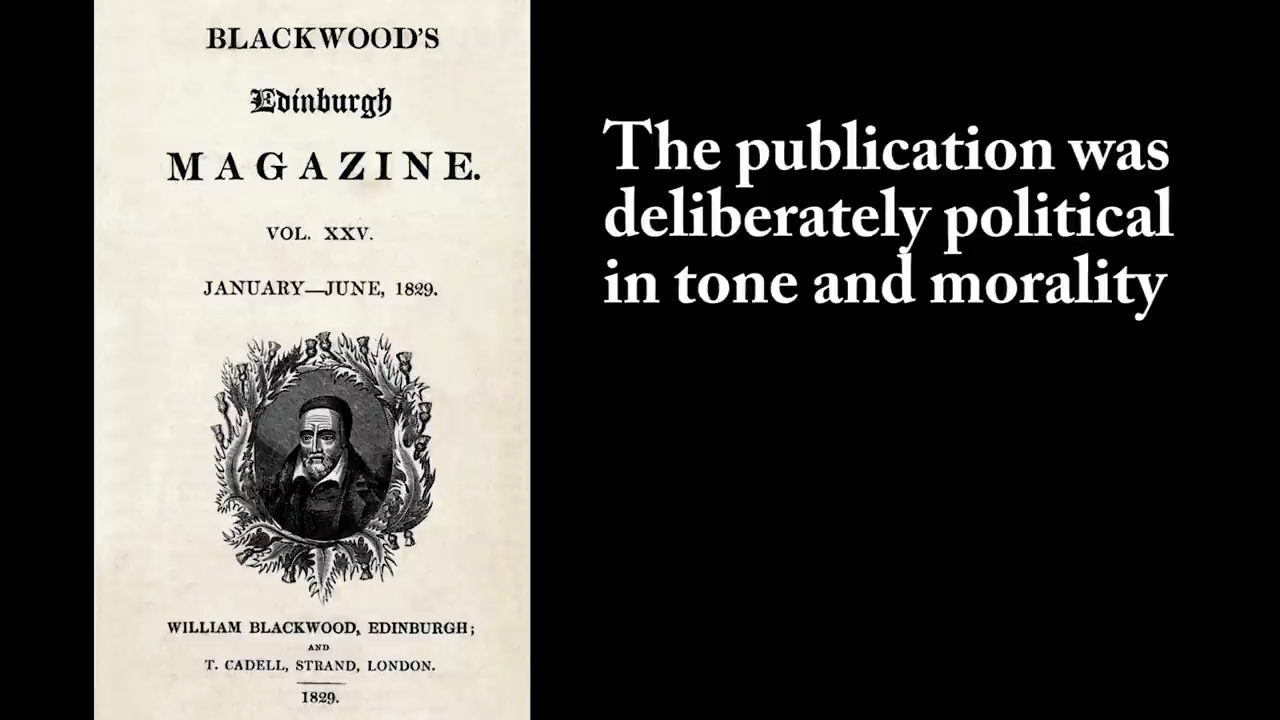 BLACKWOOD'S
Edinburgh
MAGAZINE.
VOL. XXV.
JANUARY—JUNE, 1829.
WILLIAM BLACKWOOD, EDINBURGH;
AND
T. CADELL, STRAND, LONDON.
1829.
The publication was
deliberately political
in tone and morality